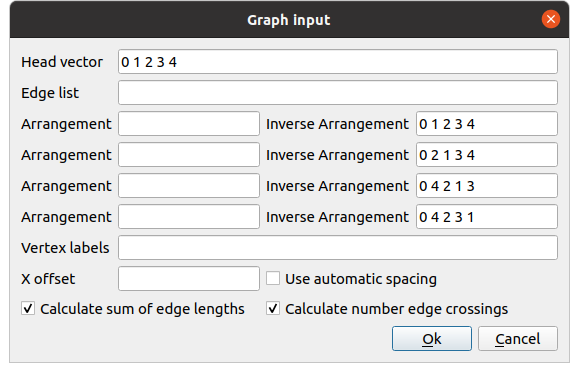 Graph input
Head vector 0 1 2 3 4
Edge list
Arrangement Inverse Arrangement 0 1 2 3 4
Arrangement Inverse Arrangement 0 2 1 3 4
Arrangement Inverse Arrangement 0 4 2 1 3
Arrangement Inverse Arrangement 0 4 2 3 1
Vertex labels
X offset Use automatic spacing
Calculate sum of edge lengths Calculate number edge crossings
Ok Cancel